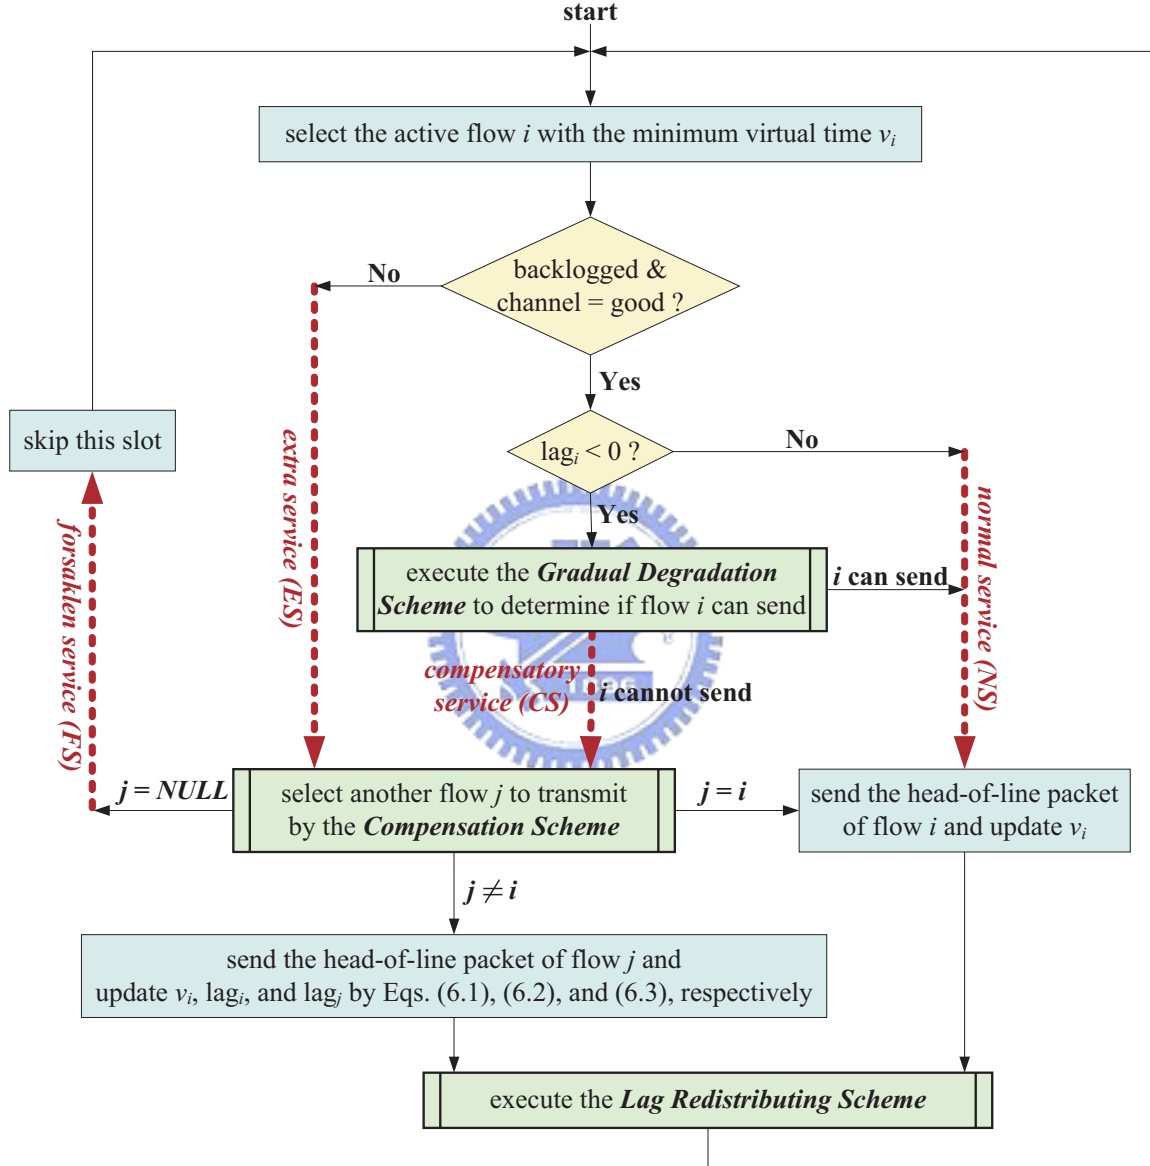 start
select the active flow i with the minimum virtual time vi
backlogged &
channel = good ?
No
Yes
lagi < 0 ?
No
Yes
skip this slot
extra service (ES)
normal service (NS)
forsaklen service (FS)
execute the Gradual Degradation
Scheme to determine if flow i can send
i can send
compensatory
service (CS)
i cannot send
1896
j = NULL
select another flow j to transmit
by the Compensation Scheme
j = i
send the head-of-line packet
of flow i and update vi
j ≠ i
send the head-of-line packet of flow j and
update vi, lagi, and lagj by Eqs. (6.1), (6.2), and (6.3), respectively
execute the Lag Redistributing Scheme